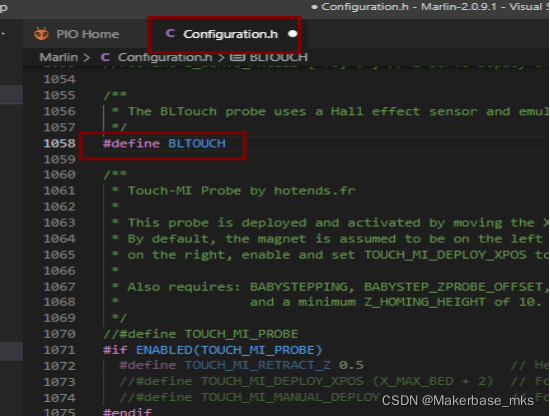 ● Configuration.h - Marlin-2.0.9.1 - Visual S
PIO Home
C Configuration.h ●
Marlin > C Configuration.h > BLTOUCH
1054
1055 /**
1056 * The BLTouch probe uses a Hall effect sensor and emul
1057 */
1058 #define BLTOUCH
1059
1060 /**
1061 * Touch-MI Probe by hotends.fr
1062 *
1063 * This probe is deployed and activated by moving the X
1064 * By default, the magnet is assumed to be on the left
1065 * on the right, enable and set TOUCH_MI_DEPLOY_XPOS to
1066 *
1067 * Also requires: BABYSTEPPING, BABYSTEP_ZPROBE_OFFSET,
1068 * and a minimum Z_HOMING_HEIGHT of 10.
1069 */
1070 //#define TOUCH_MI_PROBE
1071 #if ENABLED(TOUCH_MI_PROBE)
1072 #define TOUCH_MI_RETRACT_Z 0.5 // He
1073 //#define TOUCH_MI_DEPLOY_XPOS (X_MAX_BED + 2) // Fo
1074 //#define TOUCH_MI_MANUAL_DEPLOY
1075 #endif
CSDN @Makerbase_mks